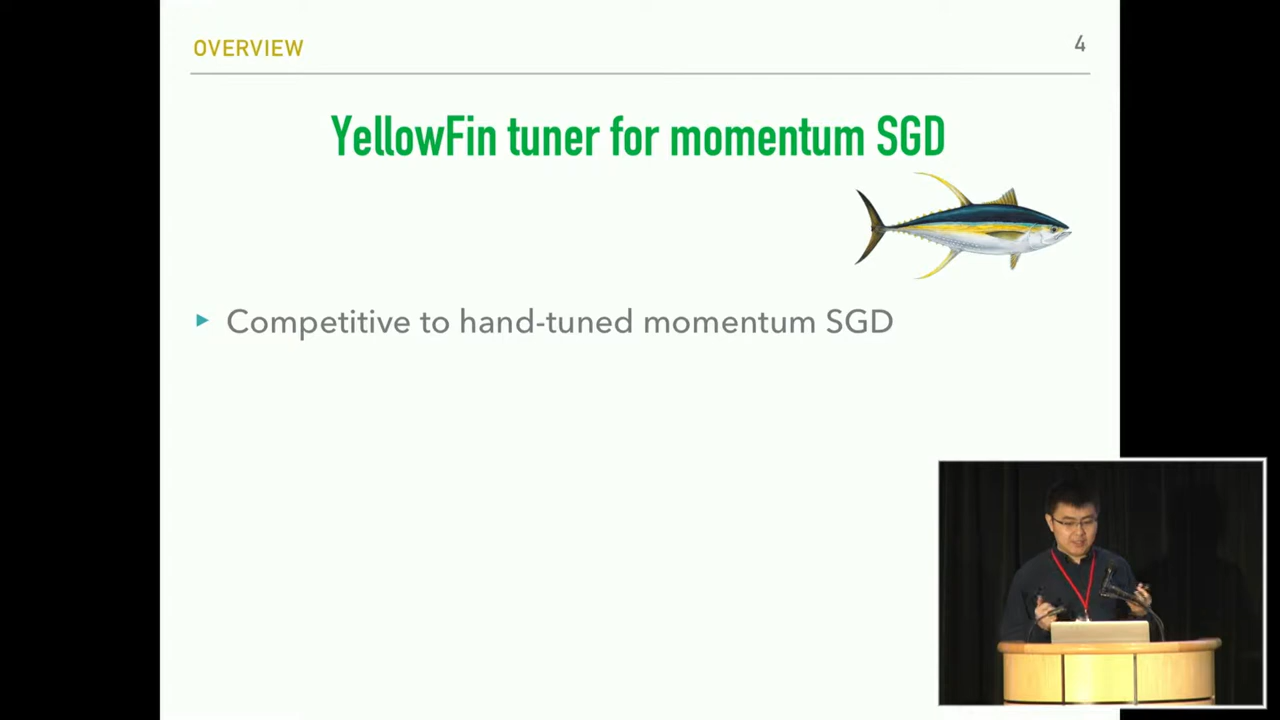 OVERVIEW
4
YellowFin tuner for momentum SGD
Competitive to hand-tuned momentum SGD